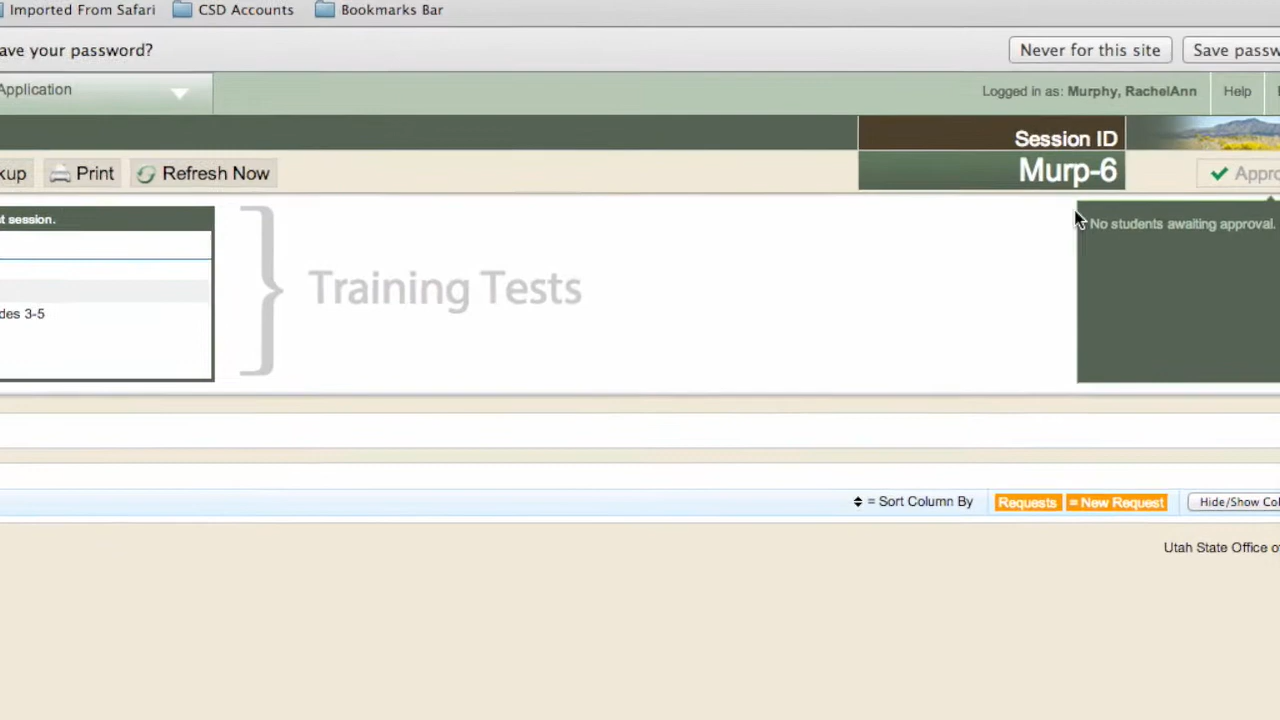 Imported From Safari CSD Accounts Bookmarks Bar
ave your password? Never for this site Save passw
Application Logged in as: Murphy, RachelAnn Help
Session ID
kup Print Refresh Now Murp-6 Appro
t session. No students awaiting approval.
Training Tests
des 3-5
= Sort Column By Requests = New Request Hide/Show Col
Utah State Office o